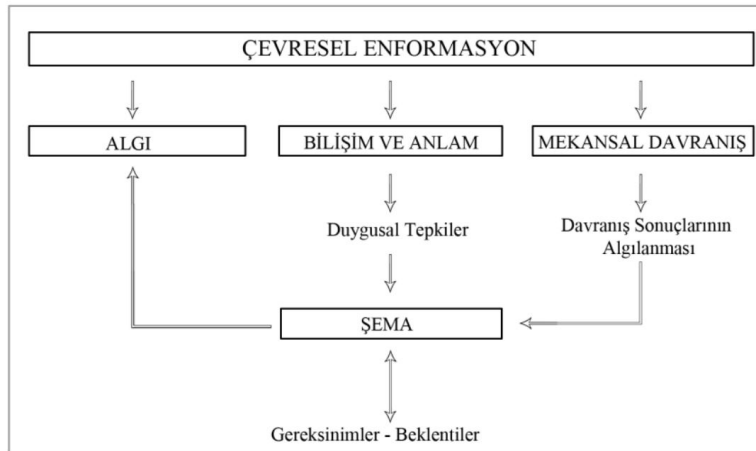 ÇEVRESEL ENFORMASYON
ALGI
BİLİŞİM VE ANLAM
MEKANSAL DAVRANIŞ
Duygusal Tepkiler
Davranış Sonuçlarının
Algılanması
ŞEMA
Gereksinimler - Beklentiler